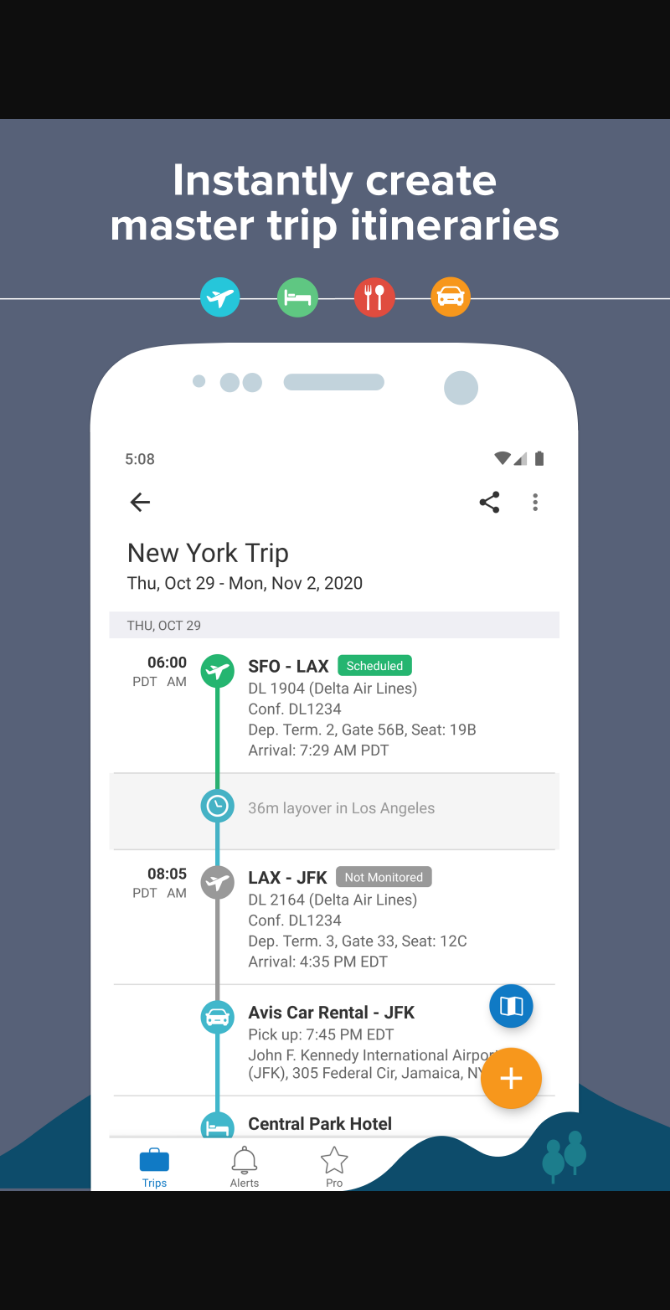 Instantly create
master trip itineraries
5:08
New York Trip
Thu, Oct 29 - Mon, Nov 2, 2020
THU, OCT 29
06:00
PDT AM
SFO - LAX
Scheduled
DL 1904 (Delta Air Lines)
Conf. DL1234
Dep. Term. 2, Gate 56B, Seat: 19B
Arrival: 7:29 AM PDT
36m layover in Los Angeles
08:05
PDT AM
LAX - JFK
Not Monitored
DL 2164 (Delta Air Lines)
Conf. DL1234
Dep. Term. 3, Gate 33, Seat: 12C
Arrival: 4:35 PM EDT
Avis Car Rental - JFK
Pick up: 7:45 PM EDT
John F. Kennedy International
(JFK), 305 Federal Cir, Jamaica, NY
Central Park Hotel
Trips
Alerts
Pro